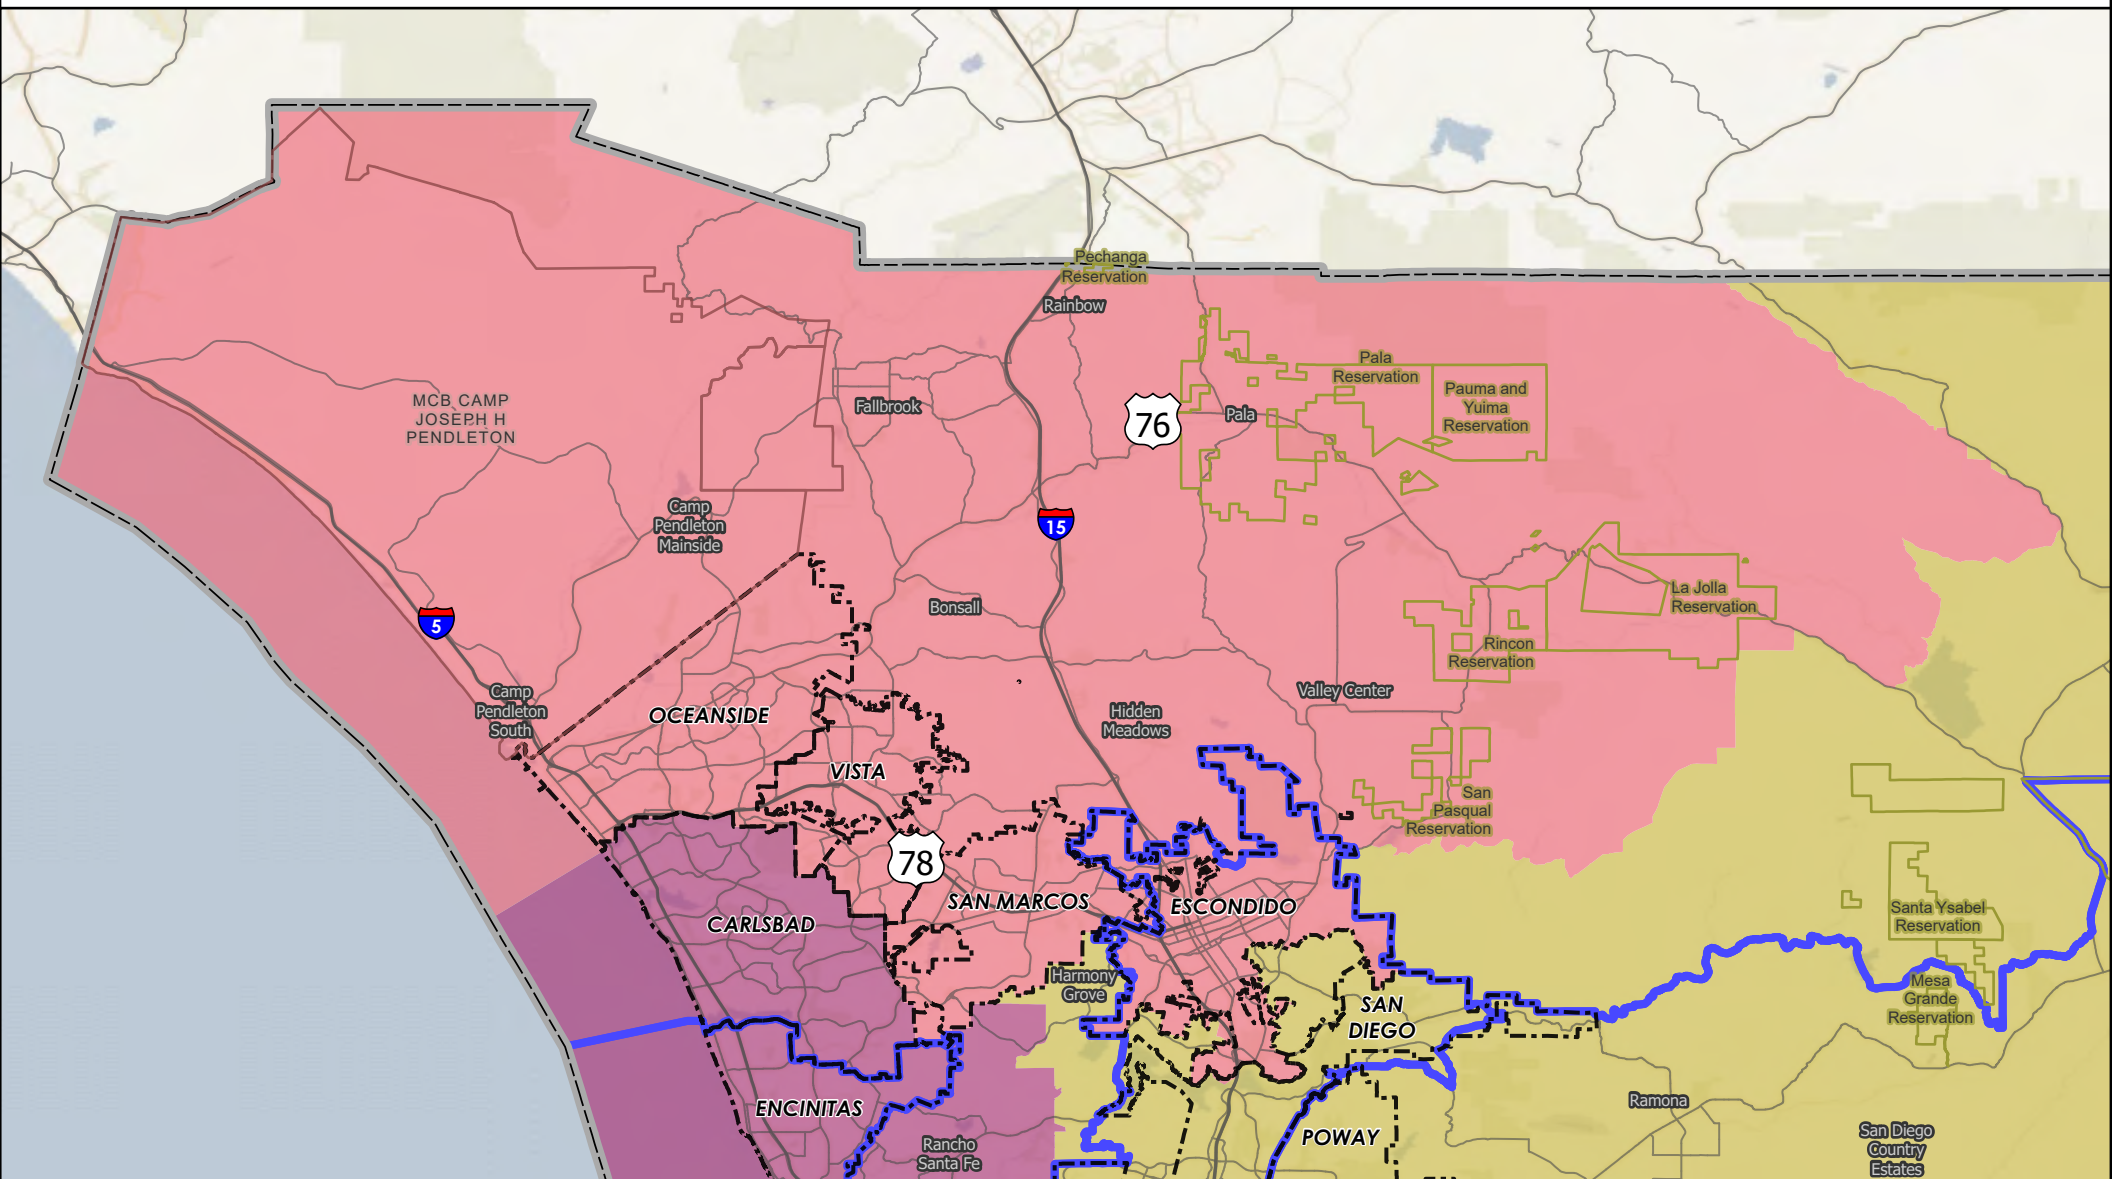 Pechanga
Reservation
Rainbow
Pala
Reservation
Pauma and
Yuima
Reservation
MCB CAMP
JOSEPH H
PENDLETON
Fallbrook
76
Pala
Camp
Pendleton
Mainside
15
La Jolla
Reservation
5
Bonsall
Rincon
Reservation
Camp
Pendleton
South
OCEANSIDE
Hidden
Meadows
Valley Center
VISTA
San
Pasqual
Reservation
78
SAN MARCOS
ESCONDIDO
CARLSBAD
Santa Ysabel
Reservation
Harmony
Grove
SAN
DIEGO
Mesa
Grande
Reservation
ENCINITAS
Ramona
POWAY
Rancho
Santa Fe
San Diego
Country
Estates